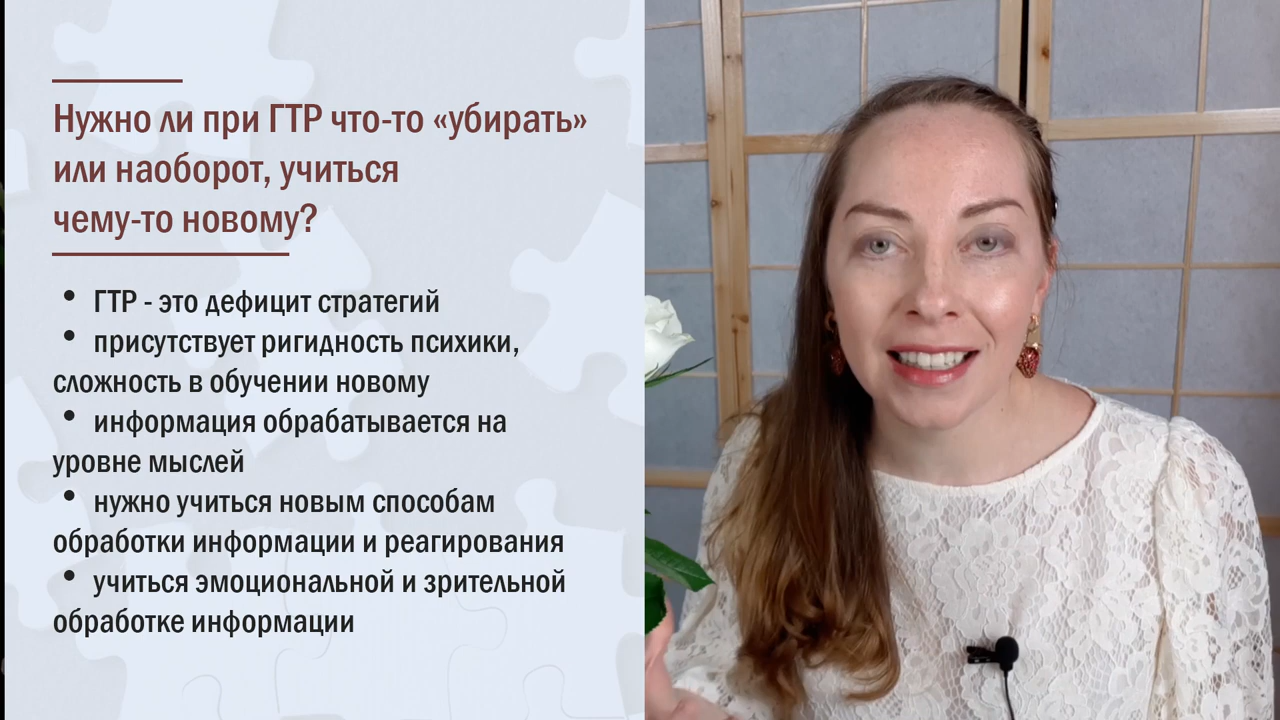 Нужно ли при ГТР что-то «убирать»
или наоборот, учиться
чему-то новому?
• ГТР - это дефицит стратегий
• присутствует ригидность психики,
сложность в обучении новому
• информация обрабатывается на
уровне мыслей
• нужно учиться новым способам
обработки информации и реагирования
• учиться эмоциональной и зрительной
обработке информации